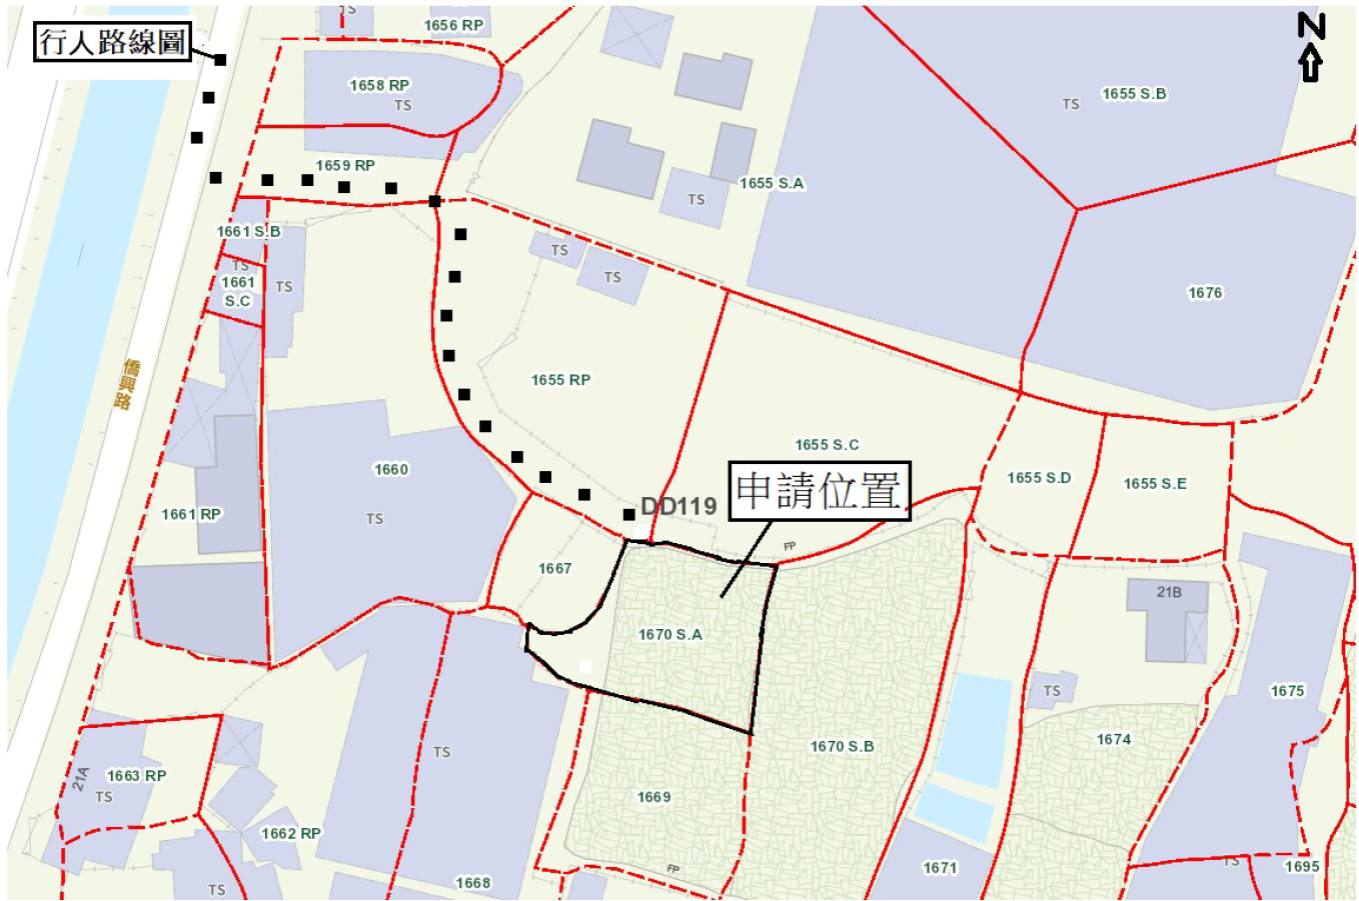 S
1656 RP
N
行人路線圖
1658 RP
TS
1655 S.B
TS
1659 RP
1655 S.A
TS
1661 S.B
TS
TS
1661
S.C
TS
TS
1676
僑興路
1655 RP
1655 S.C
1660
1655 S.D
1655 S.E
申請位置
DD119
1661 RP
TS
FP
1667
21B
1670 S.A
TS
1675
1674
1670 S.B
TS
1663 RP
21A
TS
1669
1662 RP
FP
1671
TS
1695
1668
TS